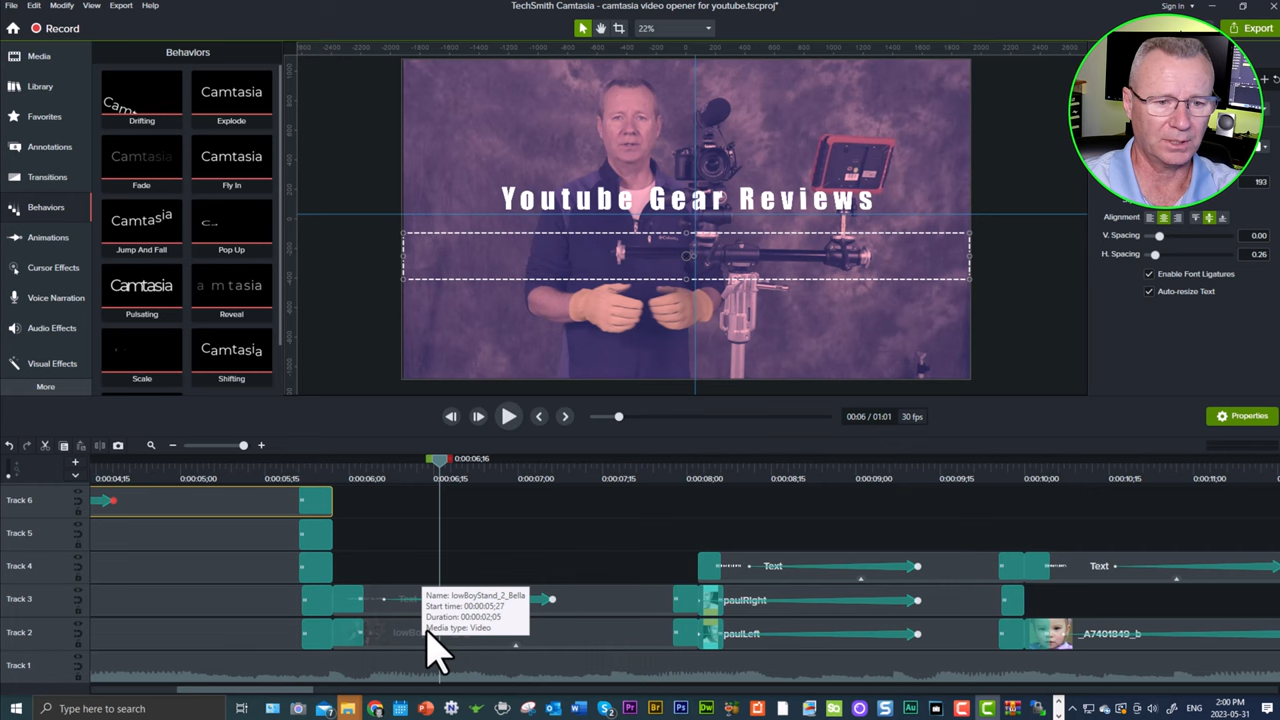 File Edit Modify View Export Help
TechSmith Camtasia - camtasia video opener for youtube.tscproj*
Sign In
Record
22%
Export
Media
Library
Favorites
Annotations
Transitions
Behaviors
Animations
Cursor Effects
Voice Narration
Audio Effects
Visual Effects
More
Behaviors
Camtasia
Drifting Explode
Camtasia Camtasia
Fade Fly In
Camtasia
Jump And Fall Pop Up
Camtasia
Pulsating Reveal
Camtasia
Scale Shifting
Youtube Gear Reviews
193
Alignment
V. Spacing 0.00
H. Spacing 0.26
Enable Font Ligatures
Auto-resize Text
00:06 / 01:01 30 fps
Properties
0:00:06;16
0:00:04;15 0:00:05;00 0:00:05;15 0:00:06;00 0:00:06;15 0:00:07;00 0:00:07;15 0:00:08;00 0:00:08;15 0:00:09;00 0:00:09;15 0:00:10;00 0:00:10;15 0:00:11;00
Track 6
Track 5
Track 4 Text Text
Track 3 Text paulRight
Track 2 paulLeft _A7401849_b
Track 1
Name: lowBoyStand_2_Bella
Start time: 00:00:05;27
Duration: 00:00:02;05
Media type: Video
Type here to search
ENG
2:00 PM
2023-05-31